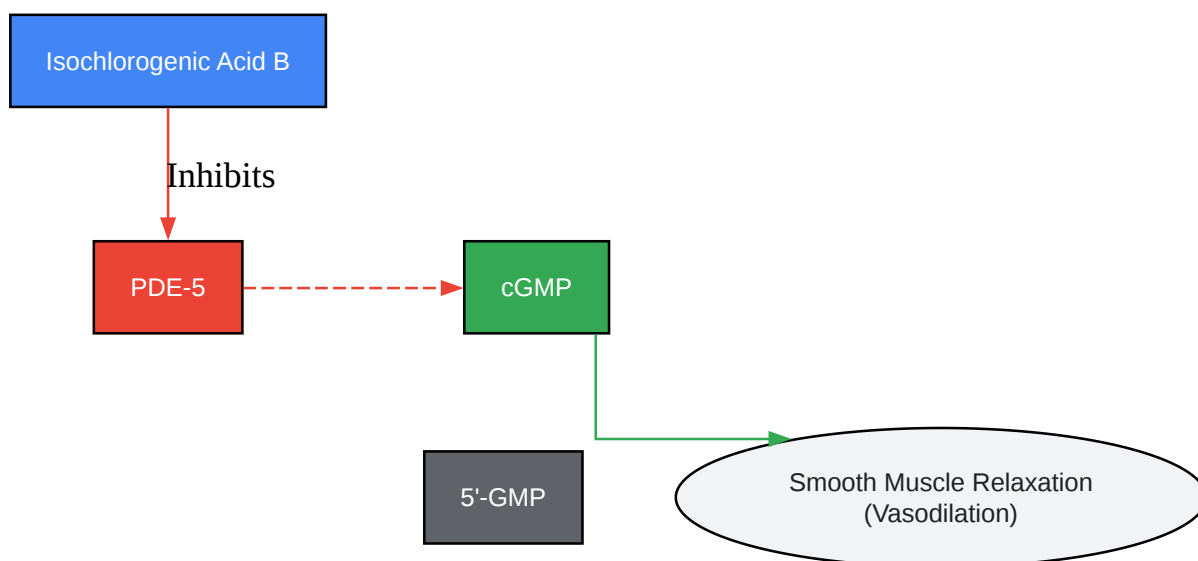 Isochlorogenic Acid B
Inhibits
PDE-5
cGMP
5'-GMP
Smooth Muscle Relaxation
(Vasodilation)